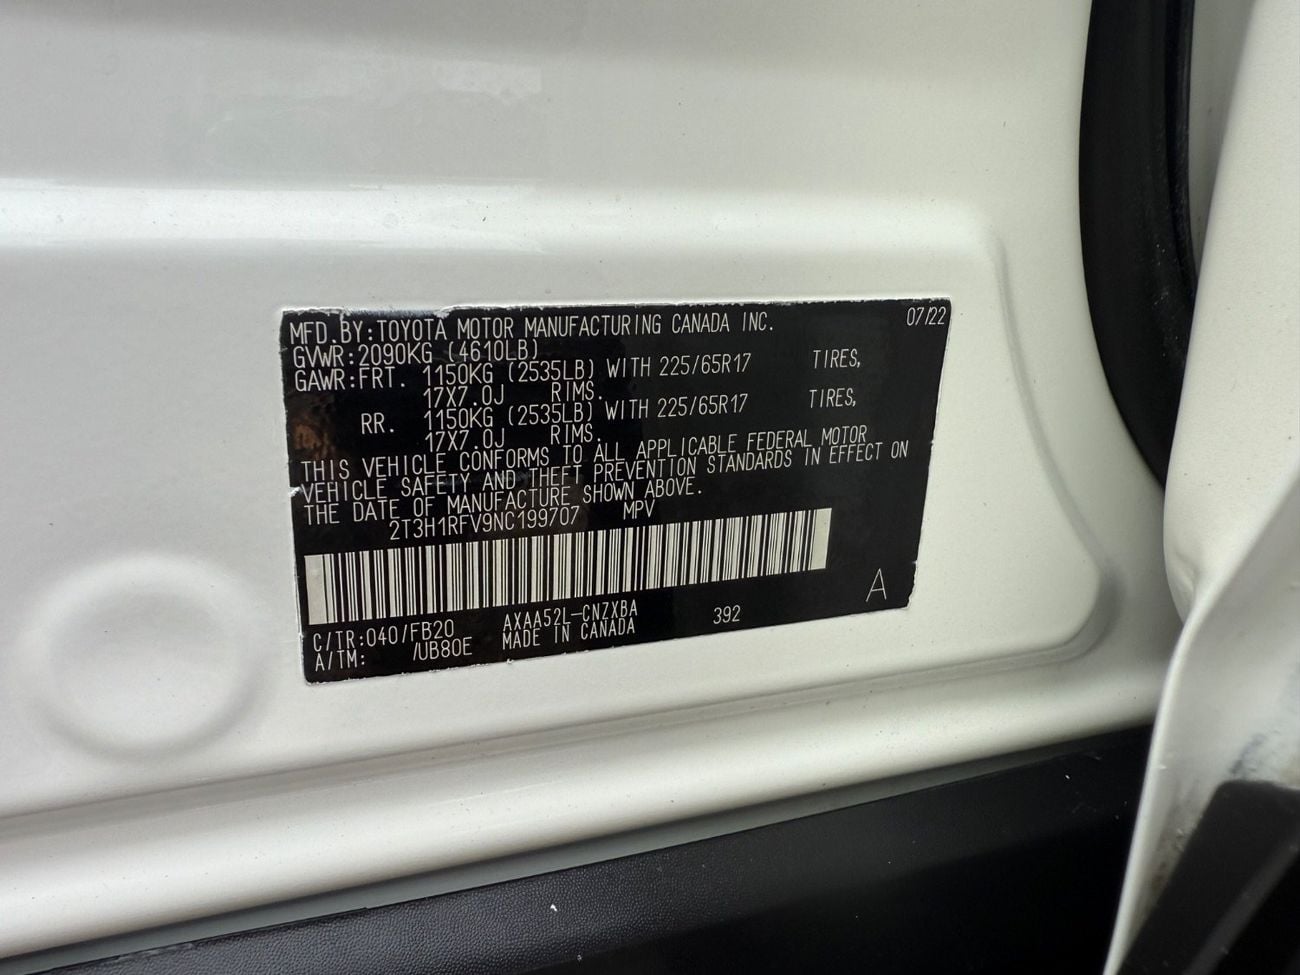 MFD.BY:TOYOTA MOTOR MANUFACTURING CANADA INC. 07/22
GVWR:2090KG (4610LB)
GAWR:FRT. 1150KG (2535LB) WITH 225/65R17 TIRES,
17X7.0J RIMS.
RR. 1150KG (2535LB) WITH 225/65R17 TIRES,
17X7.0J RIMS.
THIS VEHICLE CONFORMS TO ALL APPLICABLE FEDERAL MOTOR
VEHICLE SAFETY AND THEFT PREVENTION STANDARDS IN EFFECT ON
THE DATE OF MANUFACTURE SHOWN ABOVE.
2T3H1RFV9NC199707 MPV
A
C/TR:040/FB20 AXAA52L-CNZXBA 392
A/TM: /UB80E MADE IN CANADA